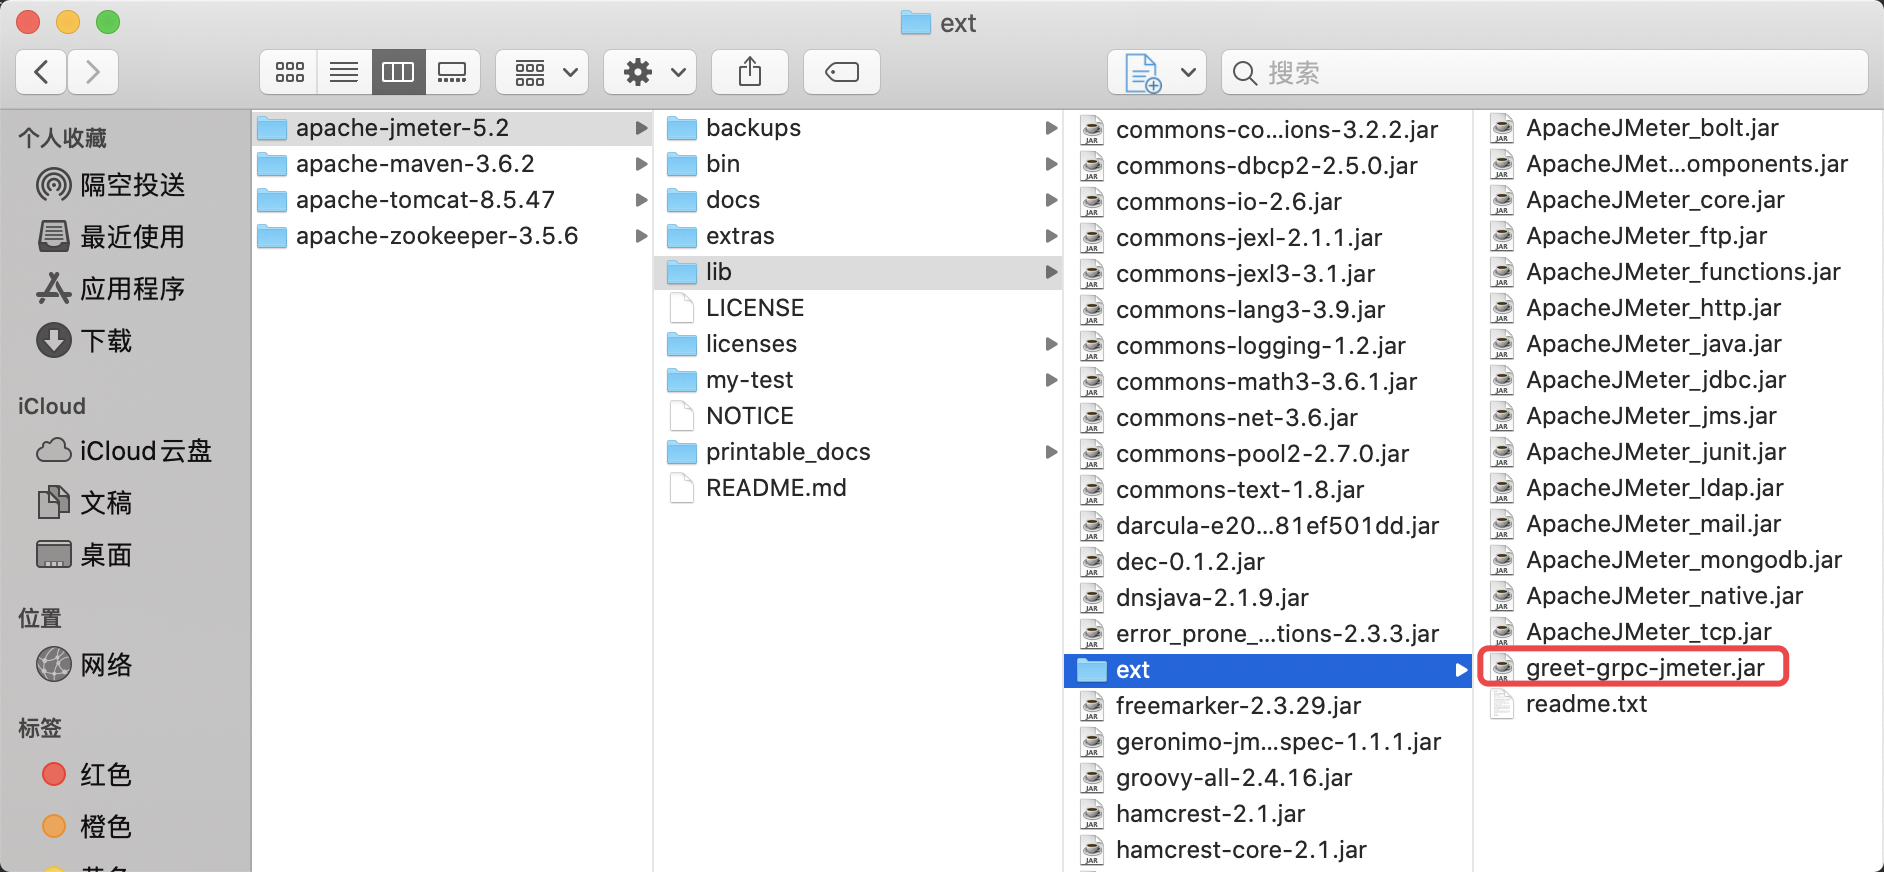 ext
搜索
个人收藏
隔空投送
最近使用
应用程序
下载
iCloud
iCloud云盘
文稿
桌面
位置
网络
标签
红色
橙色
apache-jmeter-5.2
apache-maven-3.6.2
apache-tomcat-8.5.47
apache-zookeeper-3.5.6
backups
bin
docs
extras
lib
LICENSE
licenses
my-test
NOTICE
printable_docs
README.md
commons-co...ions-3.2.2.jar
commons-dbcp2-2.5.0.jar
commons-io-2.6.jar
commons-jexl-2.1.1.jar
commons-jexl3-3.1.jar
commons-lang3-3.9.jar
commons-logging-1.2.jar
commons-math3-3.6.1.jar
commons-net-3.6.jar
commons-pool2-2.7.0.jar
commons-text-1.8.jar
darcula-e20...81ef501dd.jar
dec-0.1.2.jar
dnsjava-2.1.9.jar
error_prone_...tions-2.3.3.jar
ext
freemarker-2.3.29.jar
geronimo-jm...spec-1.1.1.jar
groovy-all-2.4.16.jar
hamcrest-2.1.jar
hamcrest-core-2.1.jar
ApacheJMeter_bolt.jar
ApacheJMet...omponents.jar
ApacheJMeter_core.jar
ApacheJMeter_ftp.jar
ApacheJMeter_functions.jar
ApacheJMeter_http.jar
ApacheJMeter_java.jar
ApacheJMeter_jdbc.jar
ApacheJMeter_jms.jar
ApacheJMeter_junit.jar
ApacheJMeter_ldap.jar
ApacheJMeter_mail.jar
ApacheJMeter_mongodb.jar
ApacheJMeter_native.jar
ApacheJMeter_tcp.jar
greet-grpc-jmeter.jar
readme.txt